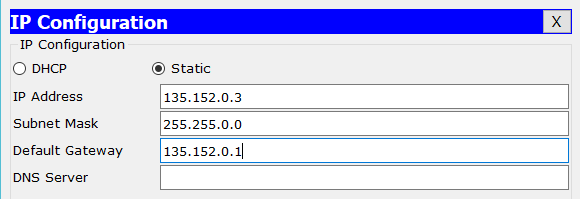 IP Configuration X
IP Configuration
DHCP Static
IP Address 135.152.0.3
Subnet Mask 255.255.0.0
Default Gateway 135.152.0.1
DNS Server